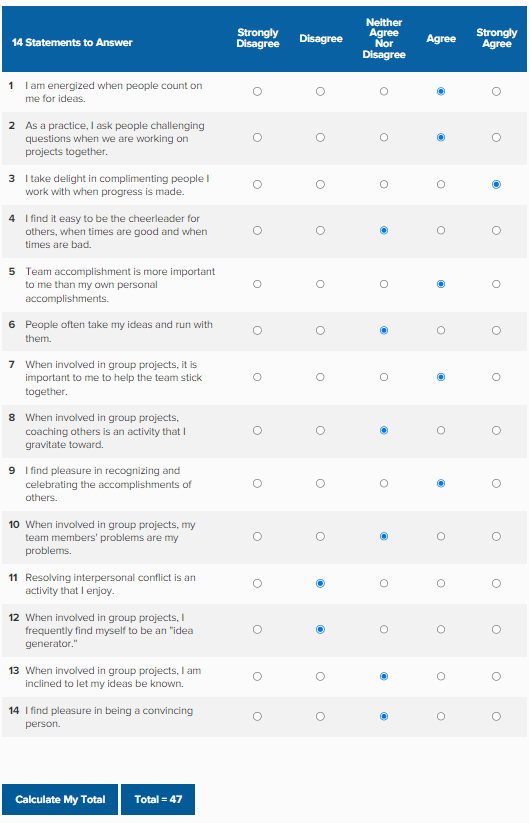 14 Statements to Answer
Strongly
Disagree
Disagree
Neither
Agree
Nor
Disagree
Agree
Strongly
Agree
1 I am energized when people count on
me for ideas.
2 As a practice, I ask people challenging
questions when we are working on
projects together.
3 I take delight in complimenting people I
work with when progress is made.
4 I find it easy to be the cheerleader for
others, when times are good and when
times are bad.
5 Team accomplishment is more important
to me than my own personal
accomplishments.
6 People often take my ideas and run with
them.
7 When involved in group projects, it is
important to me to help the team stick
together.
8 When involved in group projects,
coaching others is an activity that I
gravitate toward.
9 I find pleasure in recognizing and
celebrating the accomplishments of
others.
10 When involved in group projects, my
team members' problems are my
problems.
11 Resolving interpersonal conflict is an
activity that I enjoy.
12 When involved in group projects, I
frequently find myself to be an "idea
generator."
13 When involved in group projects, I am
inclined to let my ideas be known.
14 I find pleasure in being a convincing
person.
Calculate My Total
Total = 47